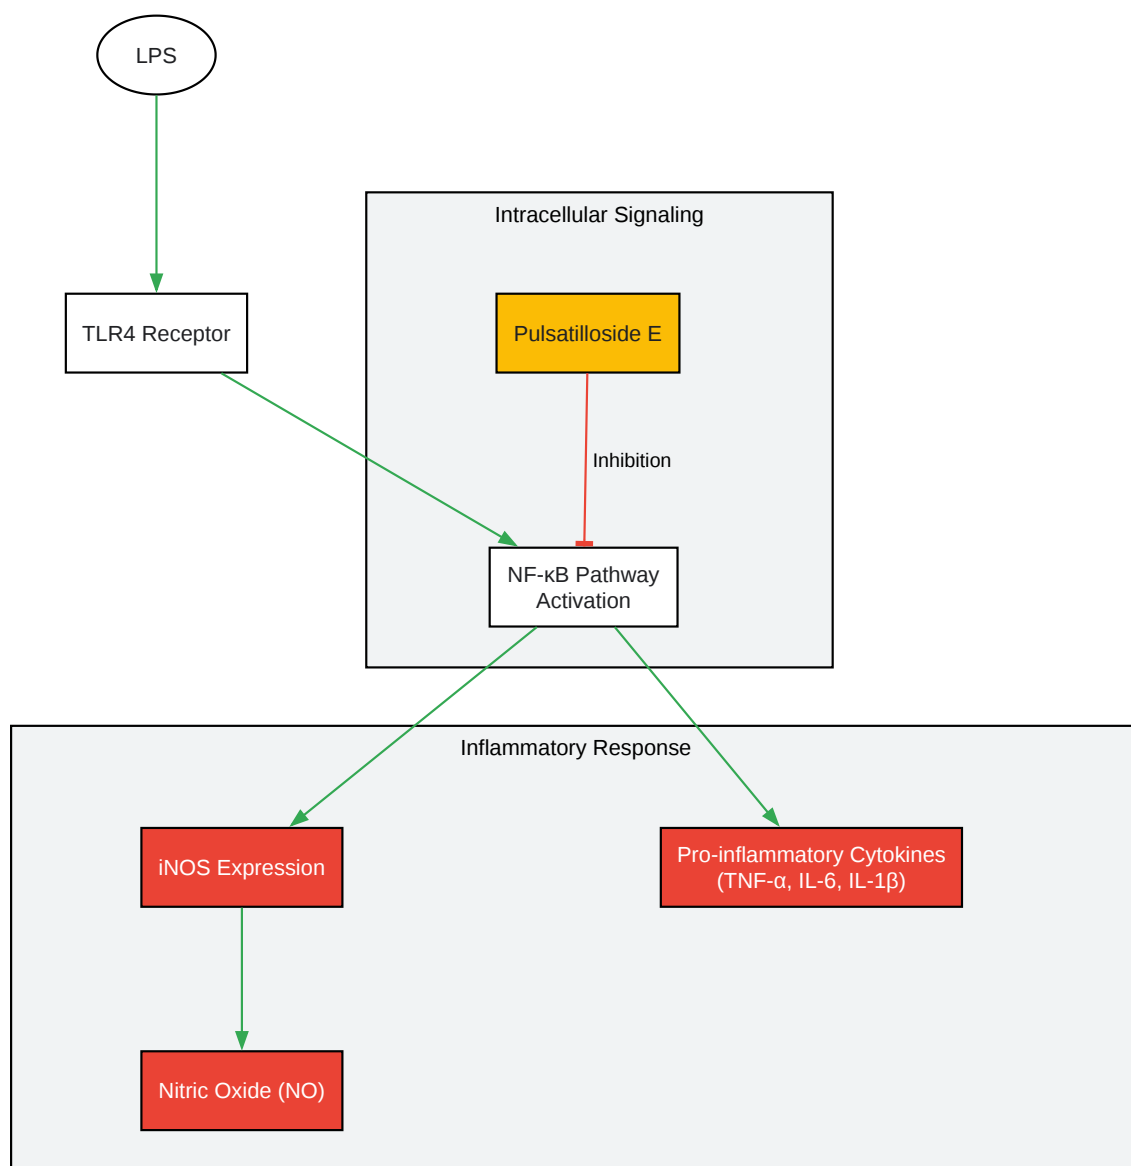 LPS
Intracellular Signaling
TLR4 Receptor
Pulsatilloside E
Inhibition
NF-κB Pathway
Activation
Inflammatory Response
iNOS Expression
Pro-inflammatory Cytokines
(TNF-α, IL-6, IL-1β)
Nitric Oxide (NO)